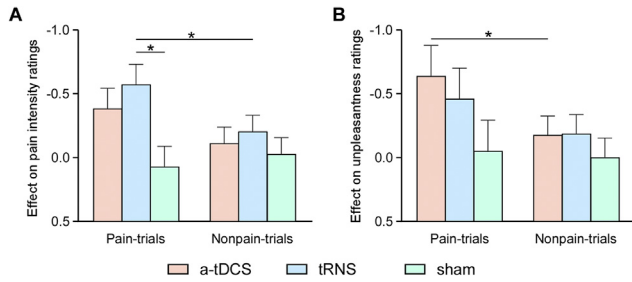 A
Effect on pain intensity ratings
-1.0
-0.5
0.0
0.5
*
*
Pain-trials
Nonpain-trials
B
Effect on unpleasantness ratings
-1.0
-0.5
0.0
0.5
*
Pain-trials
Nonpain-trials
a-tDCS
tRNS
sham